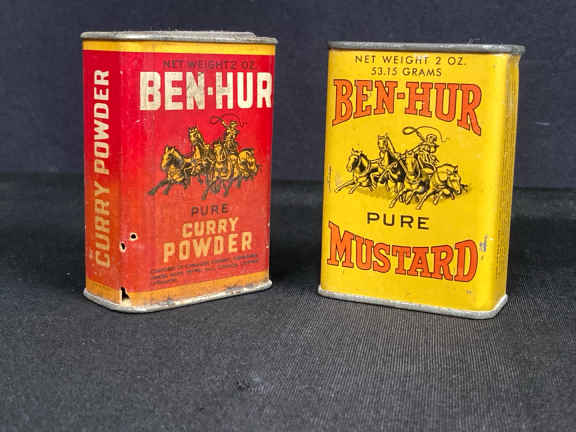 CURRY POWDER
NET WEIGHT 2 OZ.
BEN-HUR
PURE
CURRY
POWDER
NET WEIGHT 2 OZ.
53.15 GRAMS
BEN-HUR
PURE
MUSTARD